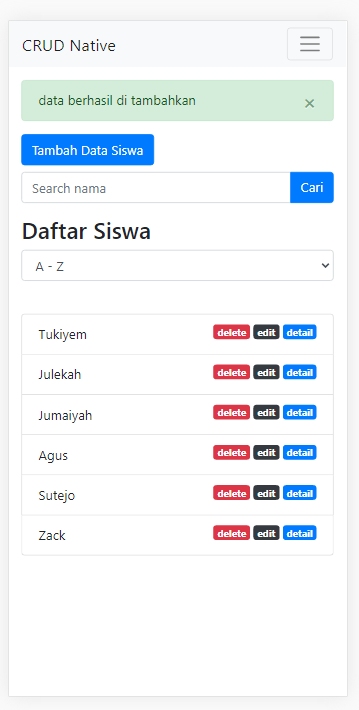 CRUD Native
data berhasil di tambahkan ×
Tambah Data Siswa
Search nama Cari
Daftar Siswa
A - Z
Tukiyem delete edit detail
Julekah delete edit detail
Jumaiyah delete edit detail
Agus delete edit detail
Sutejo delete edit detail
Zack delete edit detail